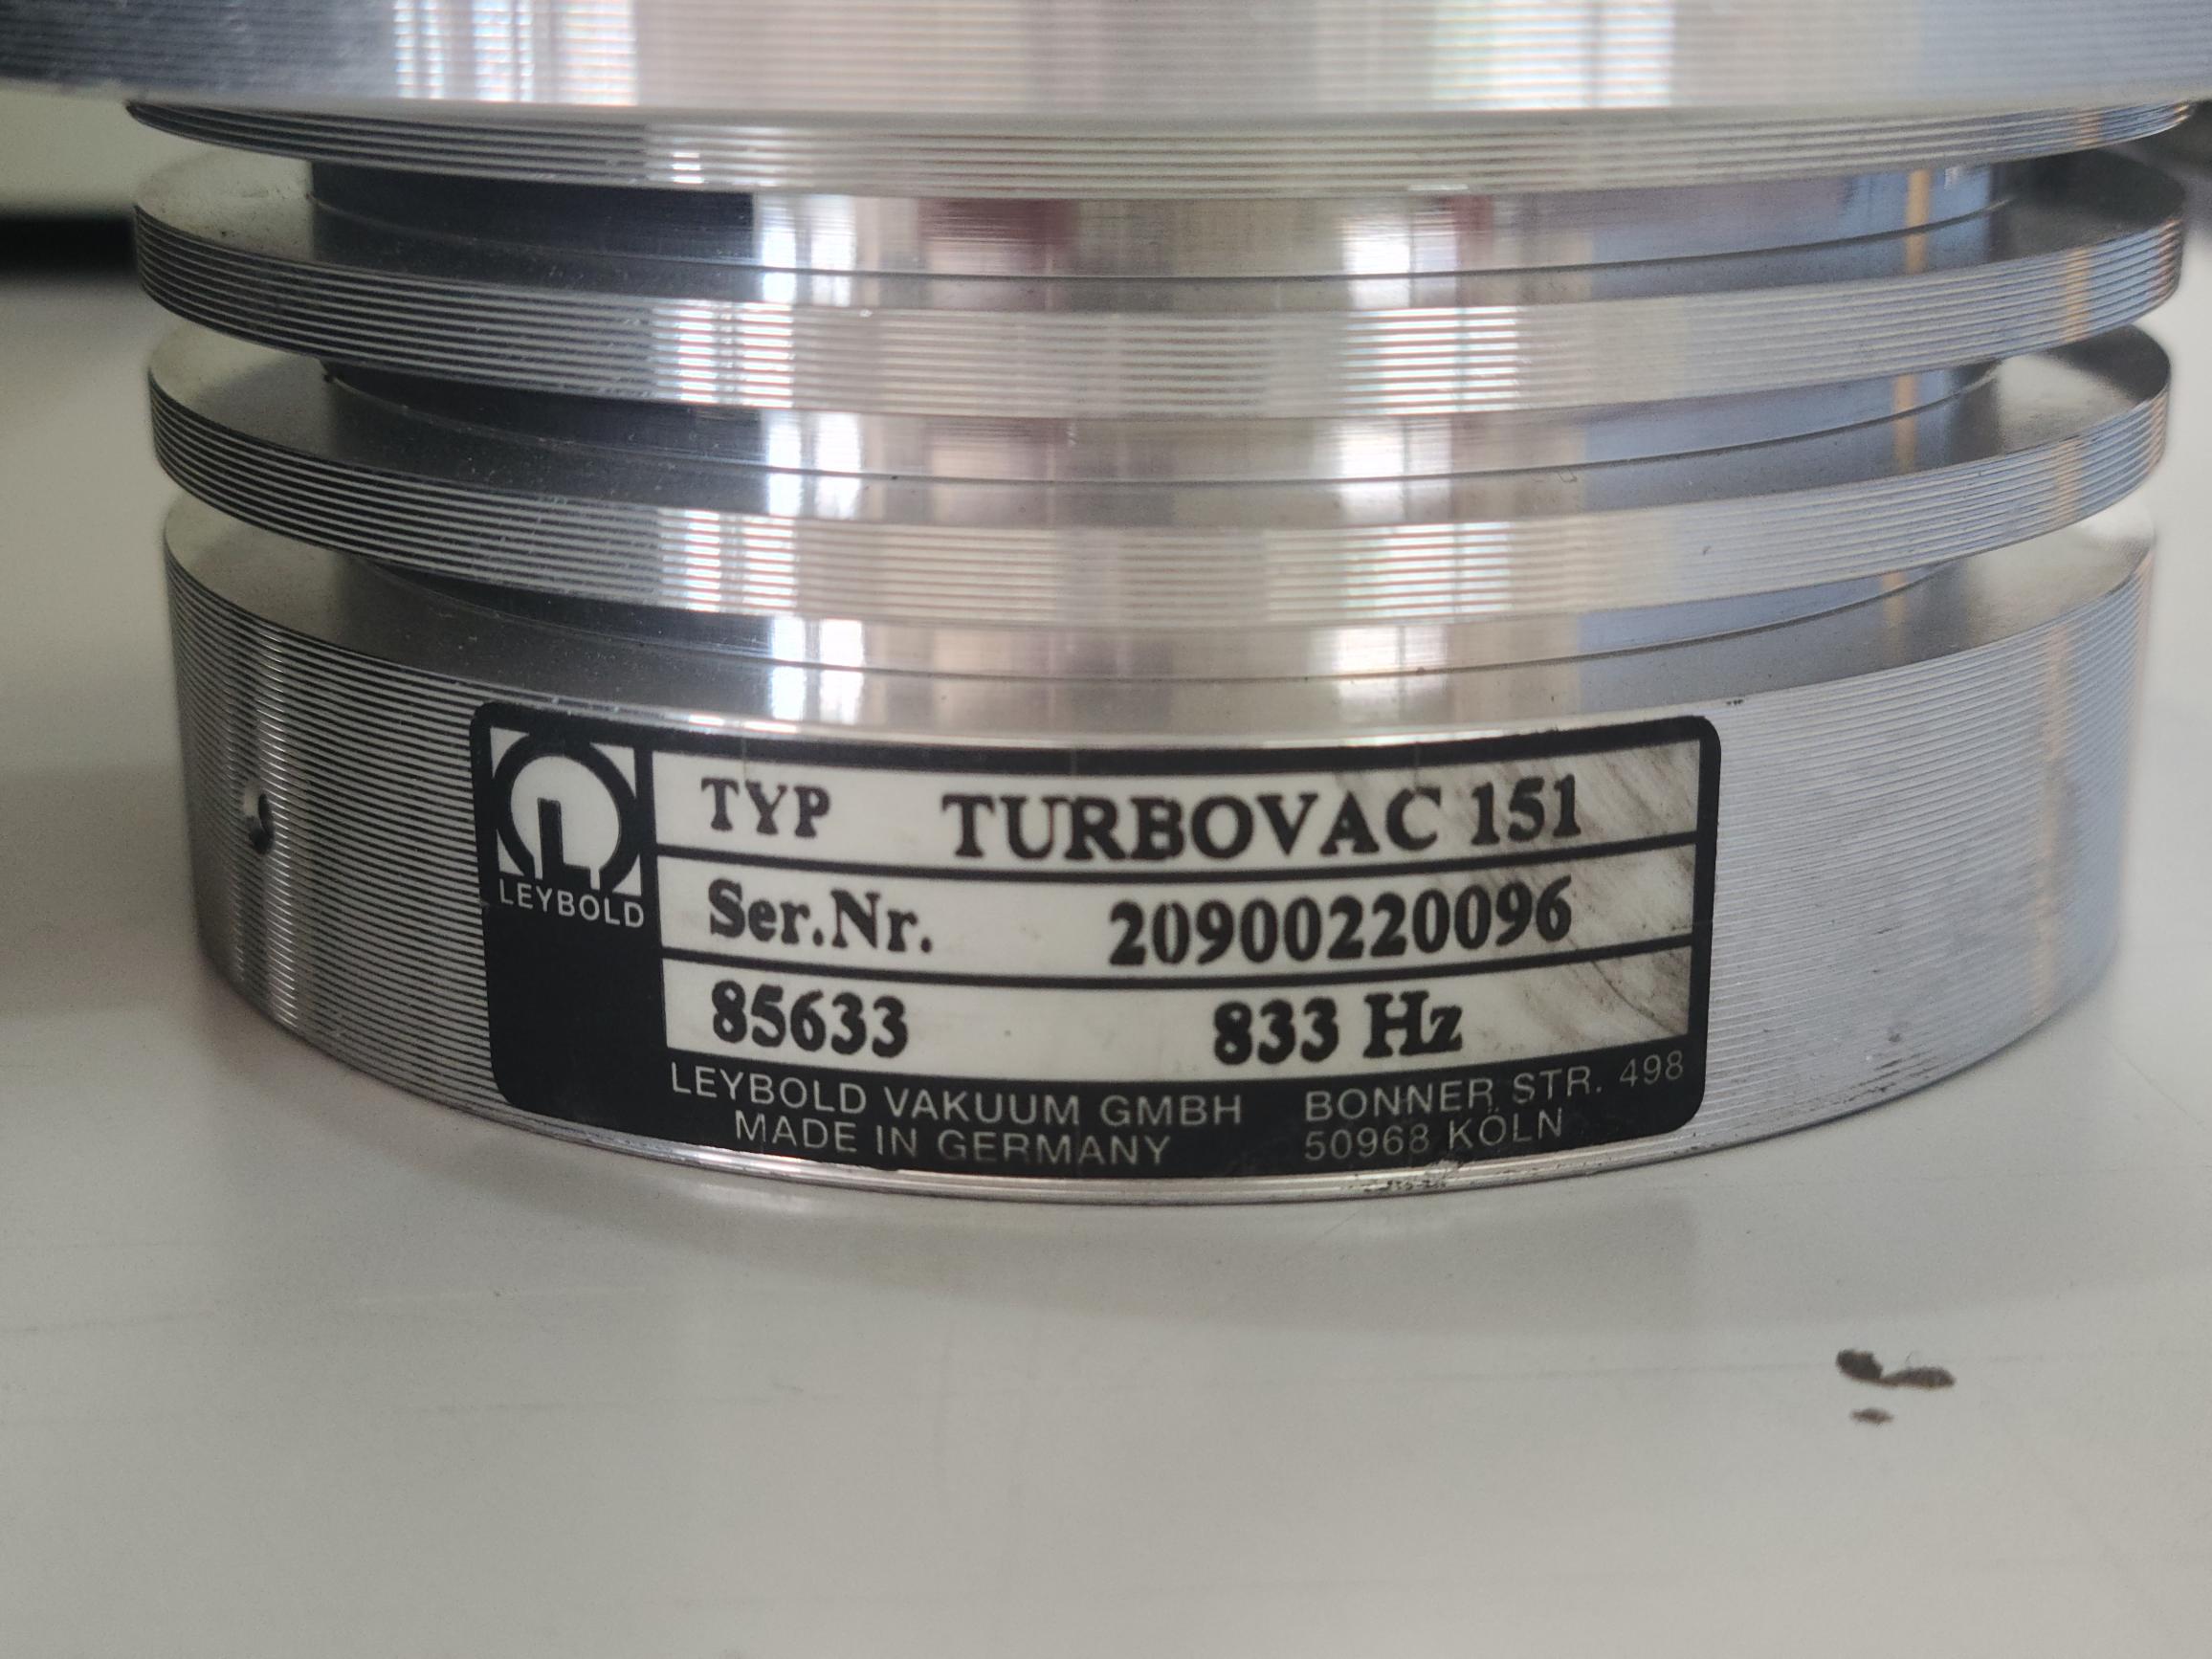 TYP TURBOVAC 151
LEYBOLD
Ser.Nr. 20900220096
85633 833 Hz
LEYBOLD VAKUUM GMBH BONNER STR. 498
MADE IN GERMANY 50968 KÖLN